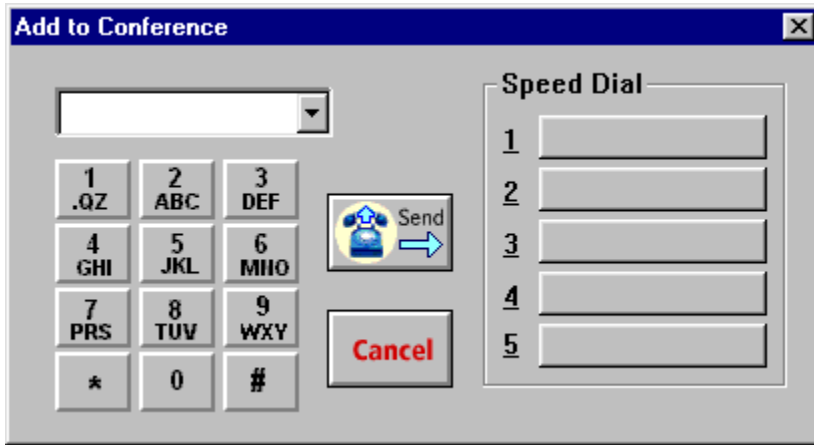 Add to Conference
Speed Dial
1
2
3
4
5
1 2 3
.QZ ABC DEF
4 5 6
GHI JKL MNO
7 8 9
PRS TUV WXY
* 0 #
Send
Cancel